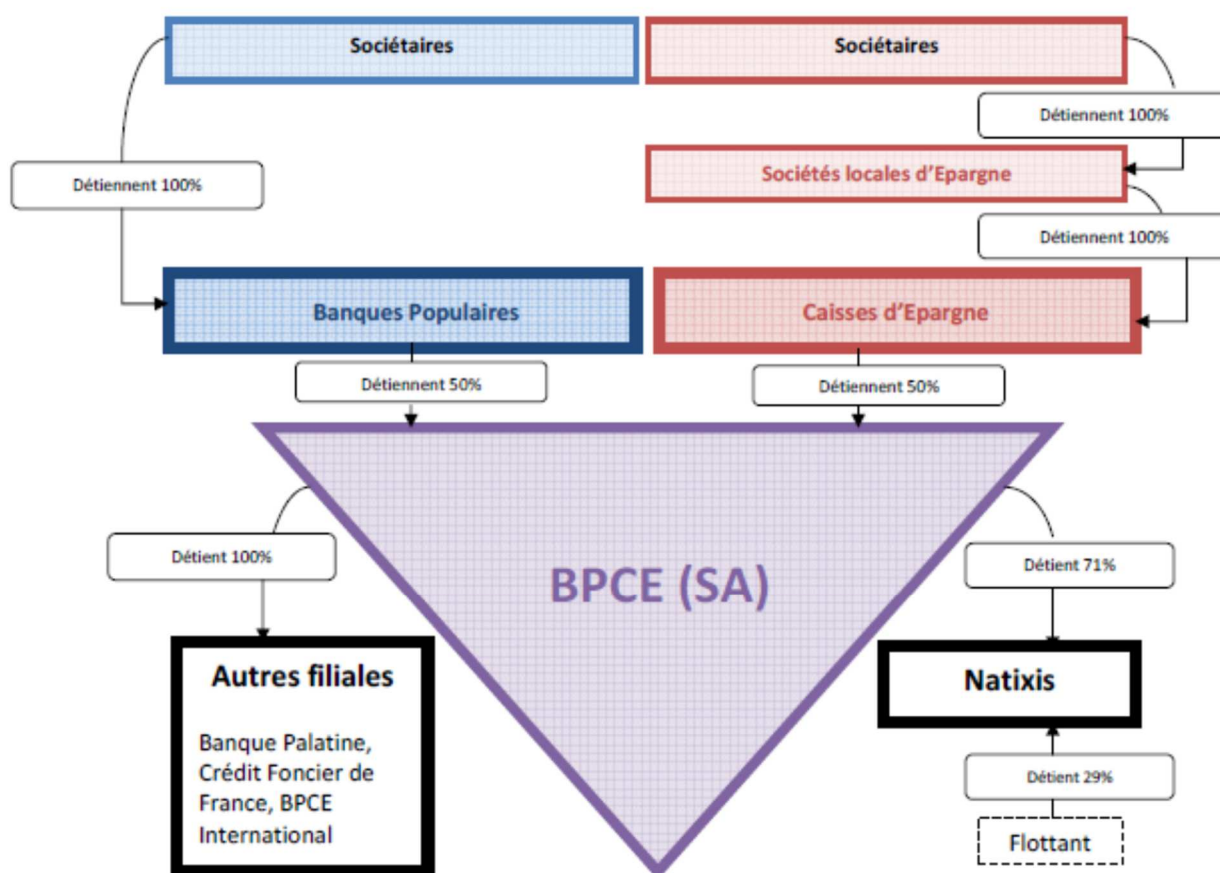 Sociétaires
Sociétaires
Détiennent 100%
Sociétés locales d’Epargne
Détiennent 100%
Détiennent 100%
Banques Populaires
Caisses d’Epargne
Détiennent 50%
Détiennent 50%
Détient 100%
Détient 71%
BPCE (SA)
Autres filiales
Banque Palatine,
Crédit Foncier de
France, BPCE
International
Natixis
Détient 29%
Flottant